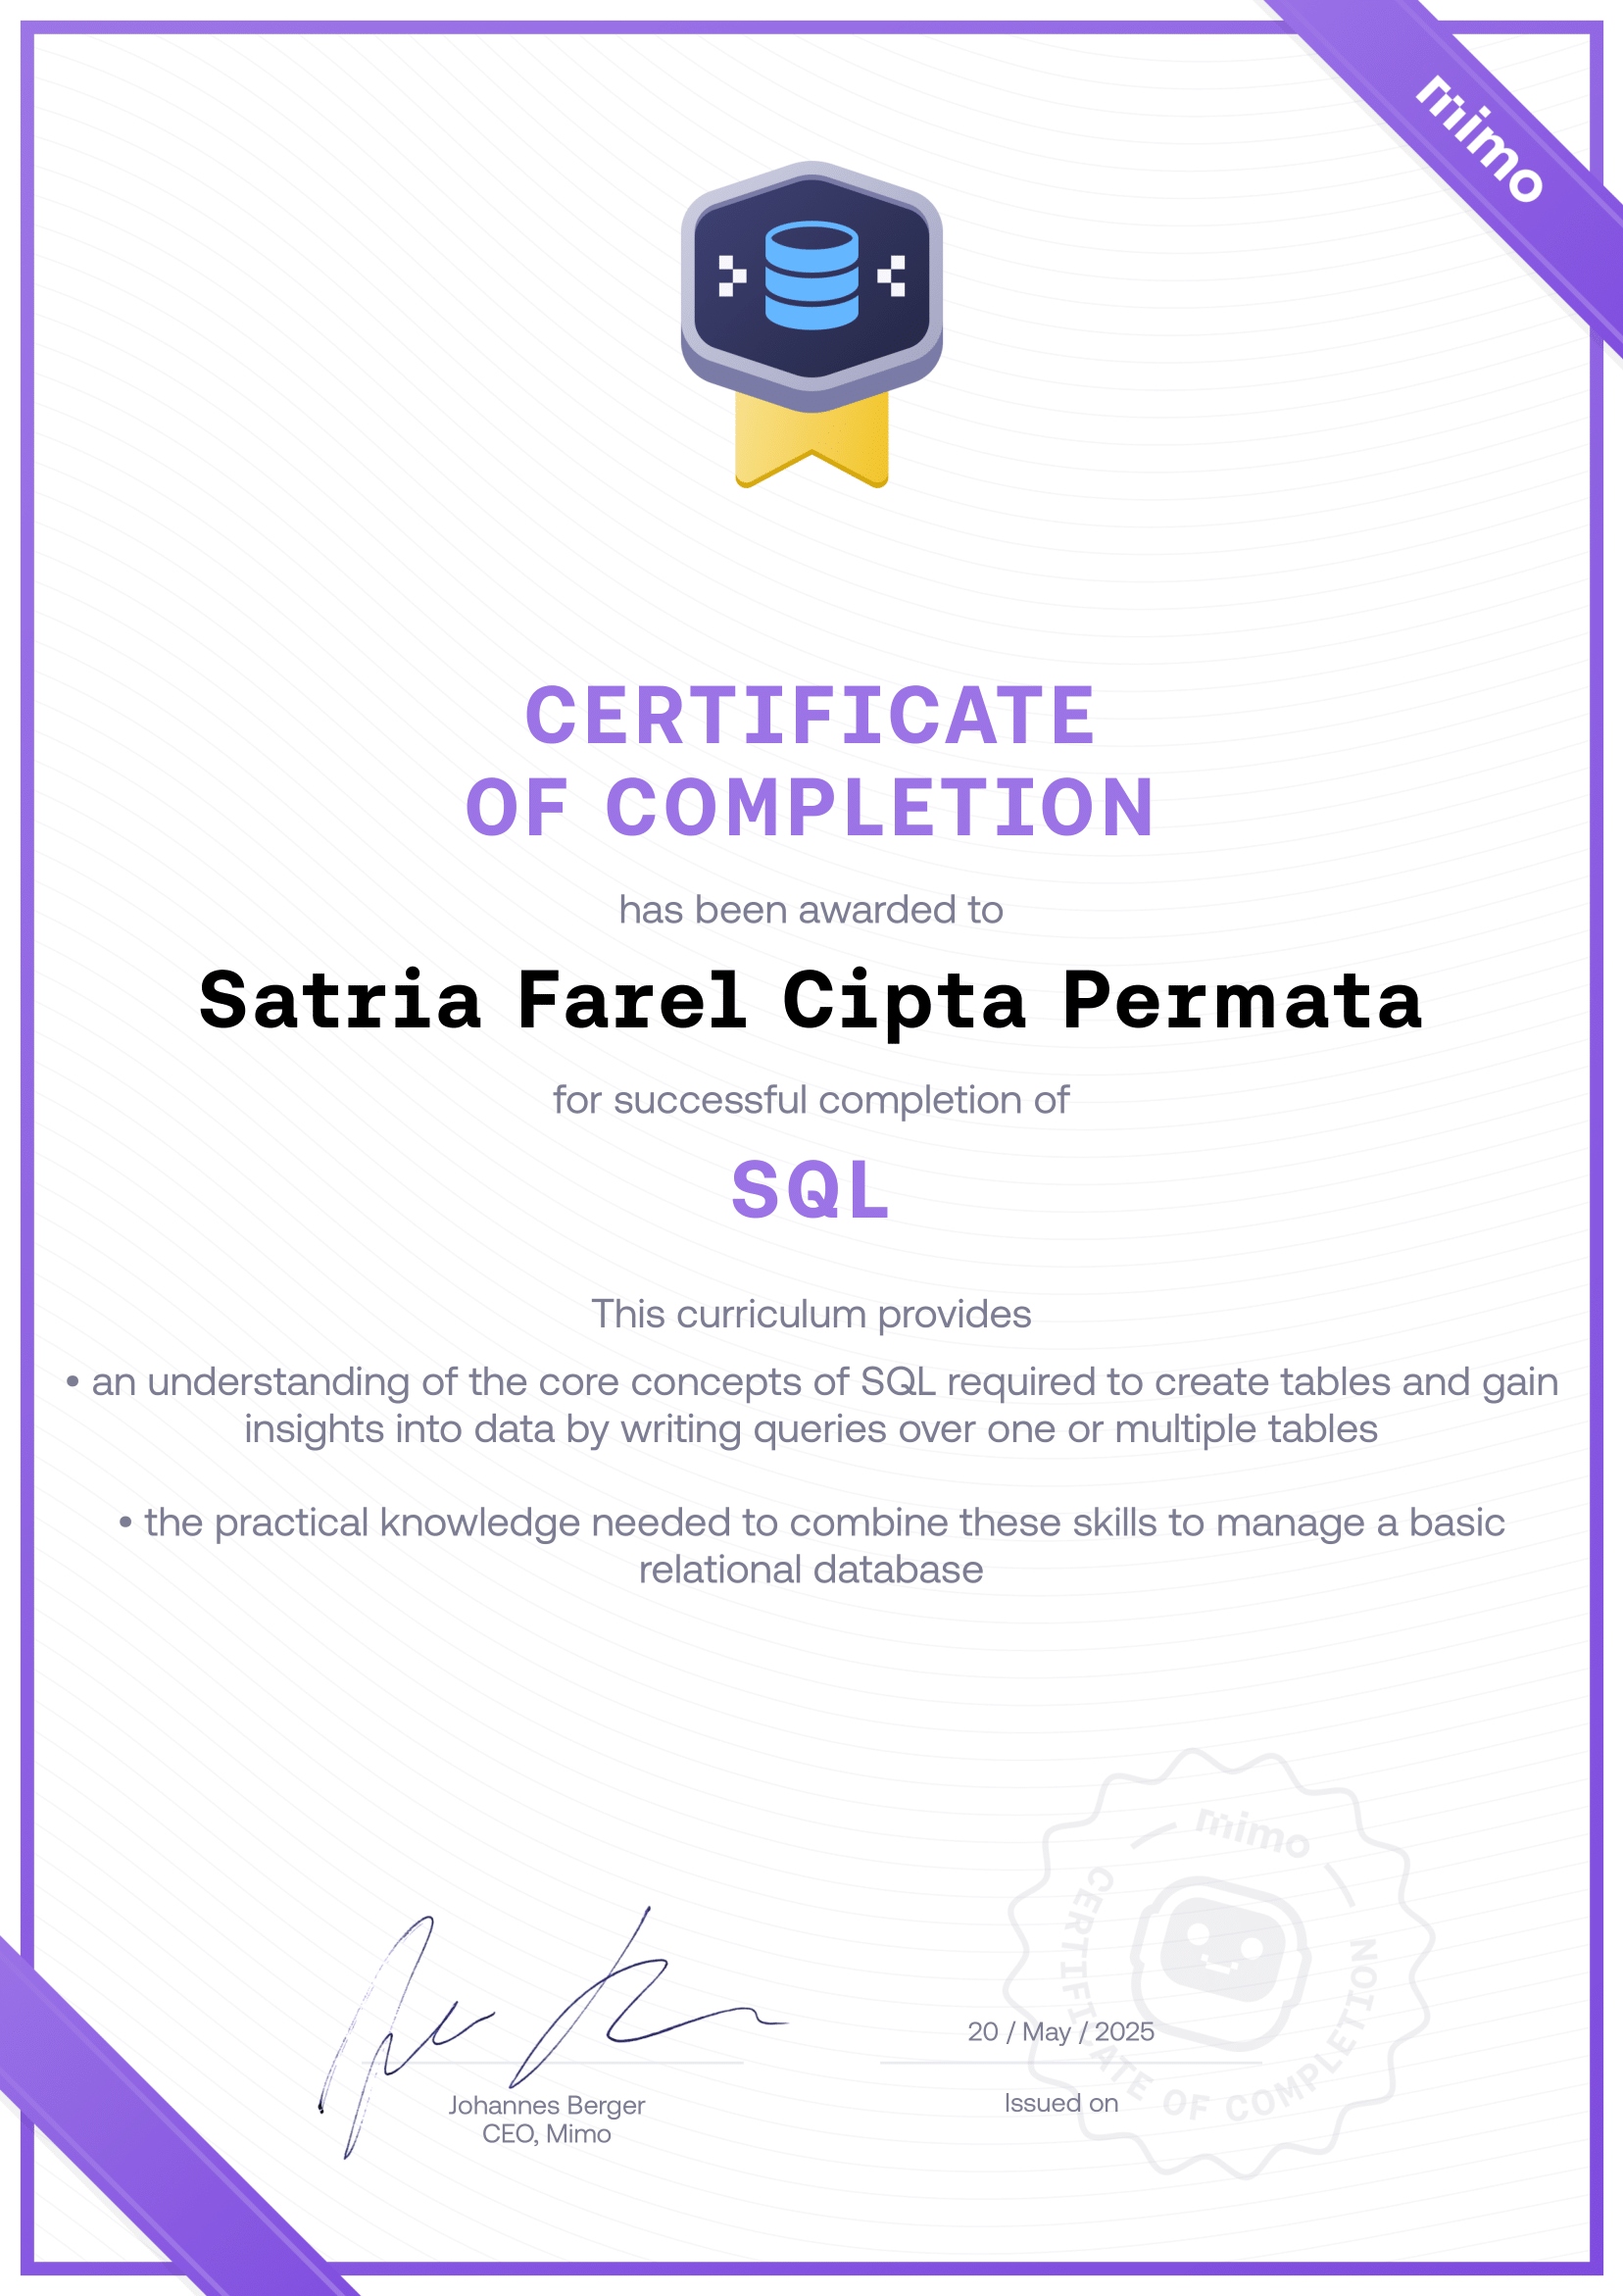 mimo
CERTIFICATE
OF COMPLETION
has been awarded to
Satria Farel Cipta Permata
for successful completion of
SQL
This curriculum provides
• an understanding of the core concepts of SQL required to create tables and gain
insights into data by writing queries over one or multiple tables
• the practical knowledge needed to combine these skills to manage a basic
relational database
mimo
CERTIFICATE OF COMPLETION
20 / May / 2025
Johannes Berger
CEO, Mimo
Issued on